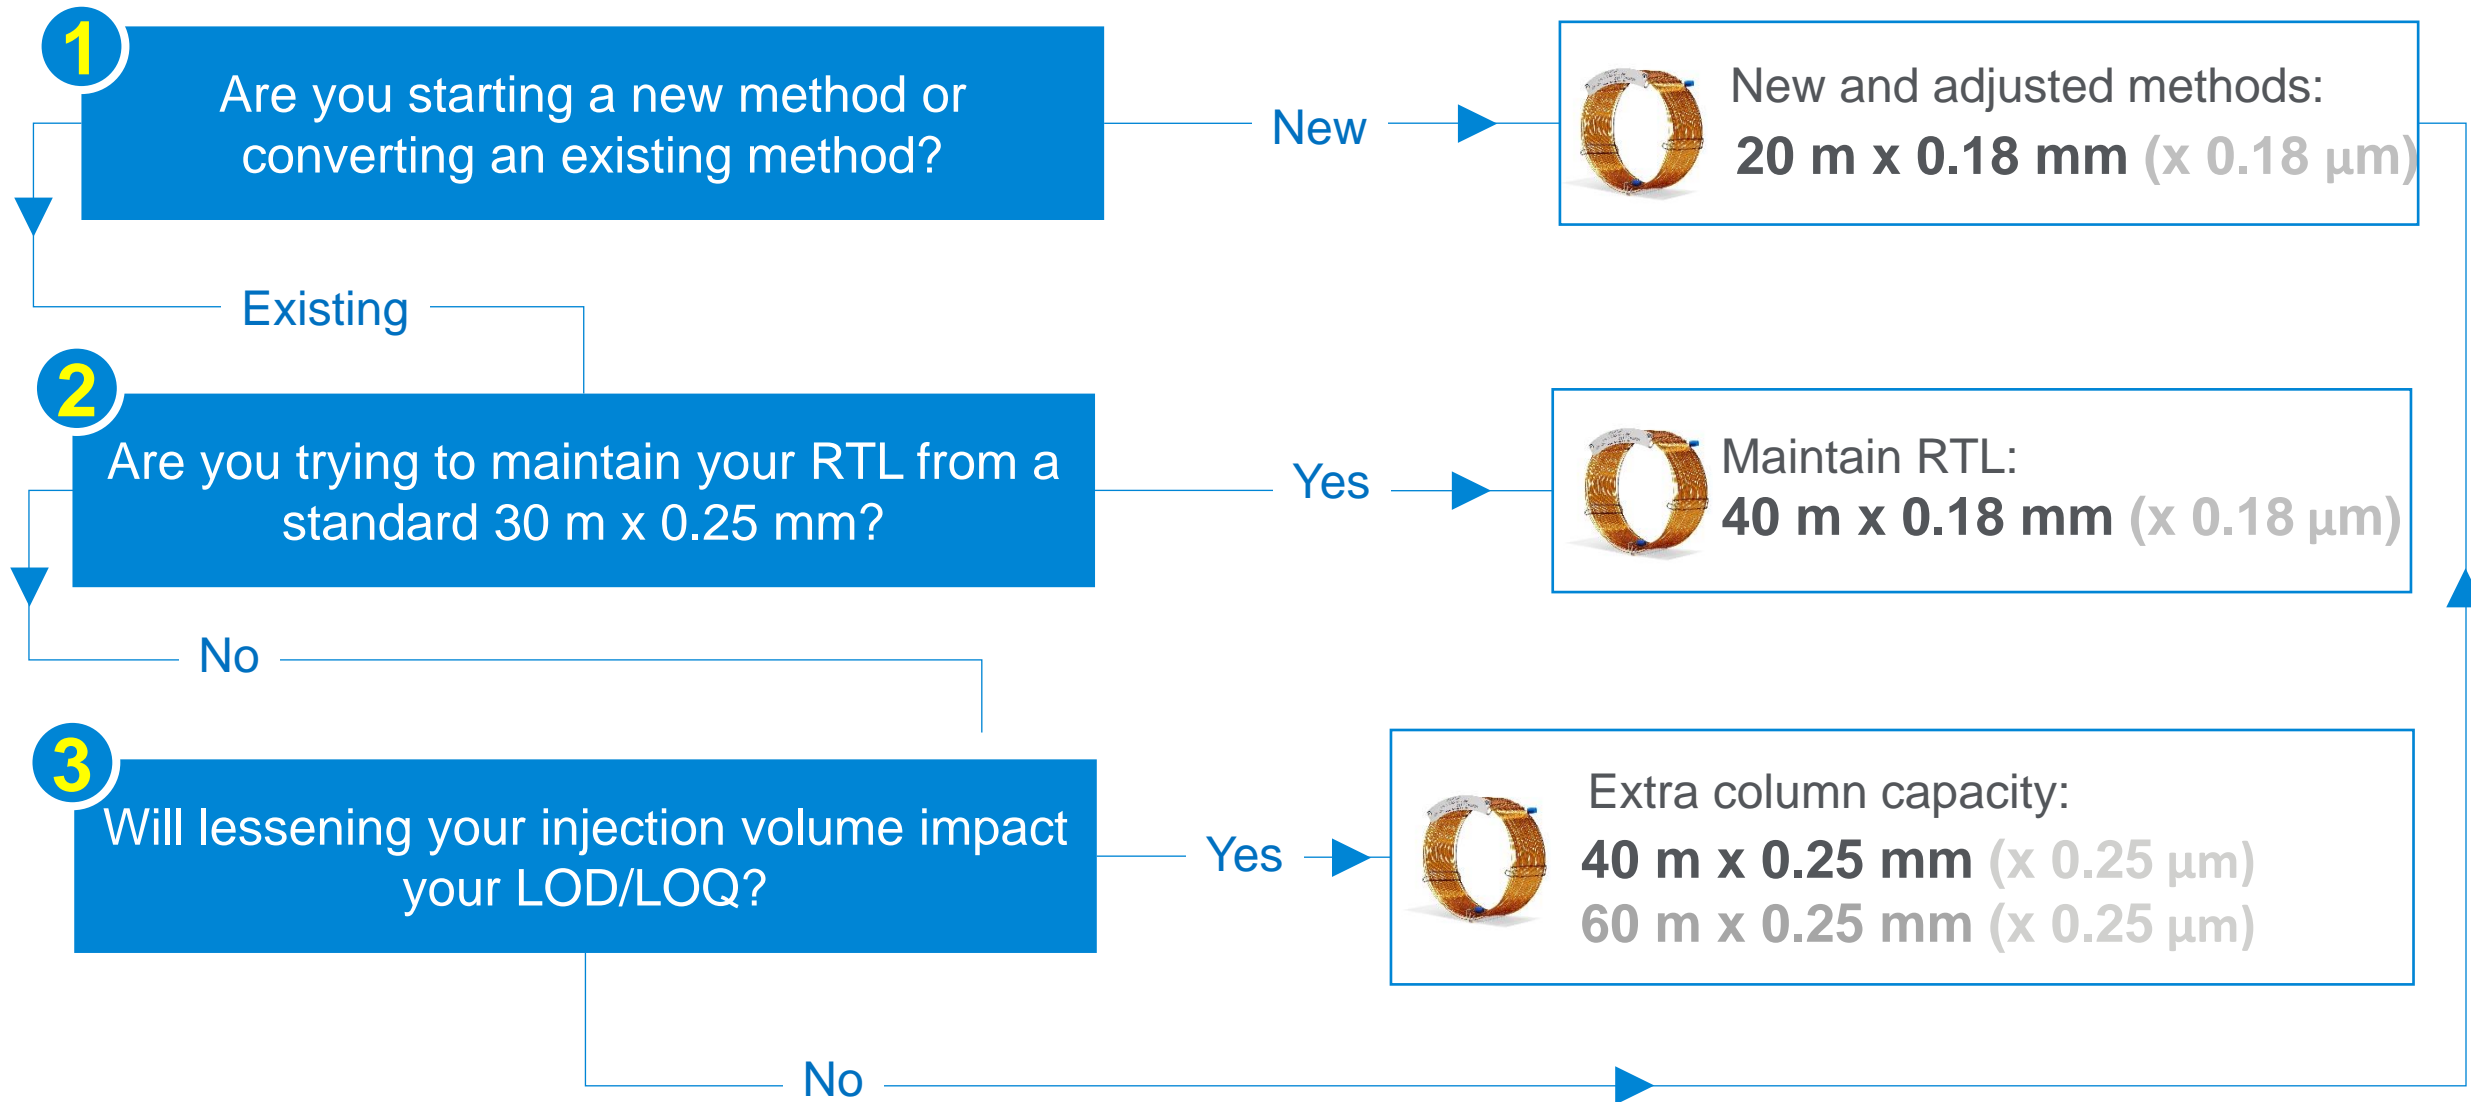 1
Are you starting a new method or
converting an existing method?
New
New and adjusted methods:
20 m x 0.18 mm (x 0.18 µm)
Existing
2
Are you trying to maintain your RTL from a
standard 30 m x 0.25 mm?
Yes
Maintain RTL:
40 m x 0.18 mm (x 0.18 µm)
No
3
Will lessening your injection volume impact
your LOD/LOQ?
Yes
Extra column capacity:
40 m x 0.25 mm (x 0.25 µm)
60 m x 0.25 mm (x 0.25 µm)
No